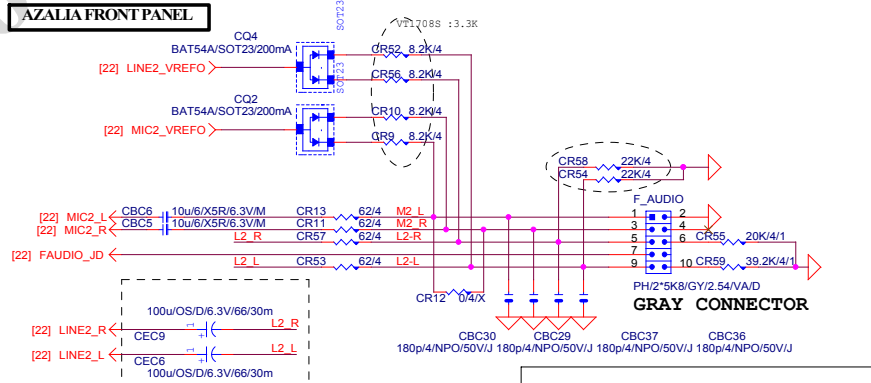 AZALIA FRONT PANEL
SOT23
VT1708S :3.3K
CQ4
BAT54A/SOT23/200mA
CR52 8.2K/4
[22] LINE2_VREFO
SOT23
CR56 8.2K/4
CQ2
BAT54A/SOT23/200mA
CR10 8.2K/4
[22] MIC2_VREFO
CR9 8.2K/4
CR58 22K/4
CR54 22K/4
F_AUDIO
[22] MIC2_L CBC6 10u/6/X5R/6.3V/M CR13 62/4 M2_L 1 2
[22] MIC2_R CBC5 10u/6/X5R/6.3V/M CR11 62/4 M2_R 3 4
L2_R CR57 62/4 L2-R 5 6 CR55 20K/4/1
[22] FAUDIO_JD 7
L2_L CR53 62/4 L2-L 9 10 CR59 39.2K/4/1
CR12 0/4/X
PH/2*5K8/GY/2.54/VA/D
GRAY CONNECTOR
100u/OS/D/6.3V/66/30m
[22] LINE2_R 1 + L2_R
CEC9
[22] LINE2_L 1 + L2_L
CEC6
100u/OS/D/6.3V/66/30m
CBC30 CBC29 CBC37 CBC36
180p/4/NPO/50V/J 180p/4/NPO/50V/J 180p/4/NPO/50V/J 180p/4/NPO/50V/J